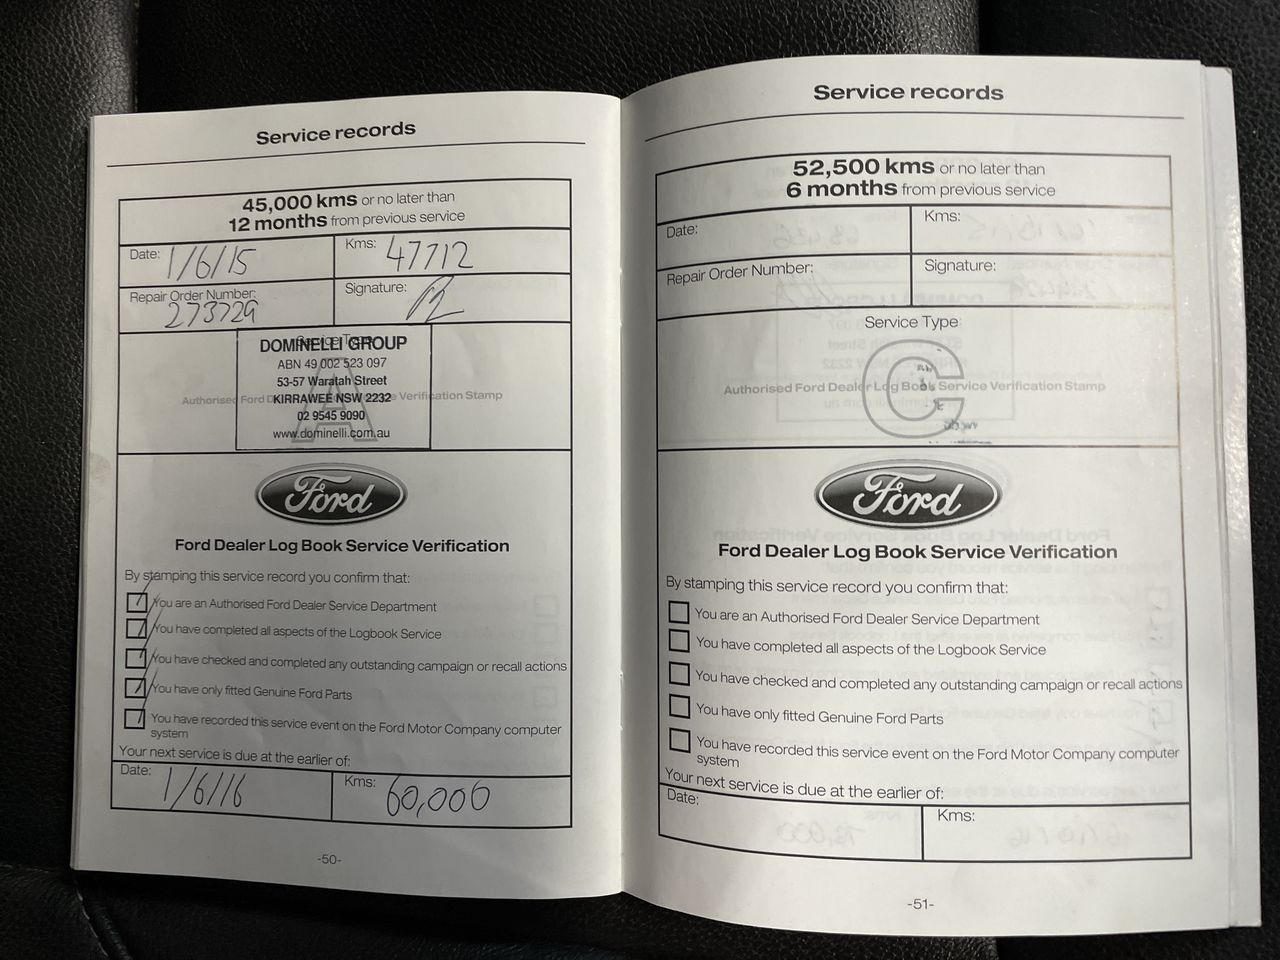 Service records
45,000 kms or no later than
12 months from previous service
Date: 1/6/15
Kms: 47712
Repair Order Number: 273729
Signature:
Service Type
DOMINELLI GROUP
ABN 49 002 523 097
53-57 Waratah Street
KIRRAWEE NSW 2232
02 9545 9090
www.dominelli.com.au
A
Authorised Ford D e Verification Stamp
Ford
Ford Dealer Log Book Service Verification
By stamping this service record you confirm that:
You are an Authorised Ford Dealer Service Department
You have completed all aspects of the Logbook Service
You have checked and completed any outstanding campaign or recall actions
You have only fitted Genuine Ford Parts
You have recorded this service event on the Ford Motor Company computer
system
Your next service is due at the earlier of:
Date: 1/6/16
Kms: 60,000
-50-
Service records
52,500 kms or no later than
6 months from previous service
Date:
Kms:
Repair Order Number:
Signature:
Service Type
C
Authorised Ford Dealer Log Book Service Verification Stamp
Ford
Ford Dealer Log Book Service Verification
By stamping this service record you confirm that:
You are an Authorised Ford Dealer Service Department
You have completed all aspects of the Logbook Service
You have checked and completed any outstanding campaign or recall actions
You have only fitted Genuine Ford Parts
You have recorded this service event on the Ford Motor Company computer
system
Your next service is due at the earlier of:
Date:
Kms:
-51-